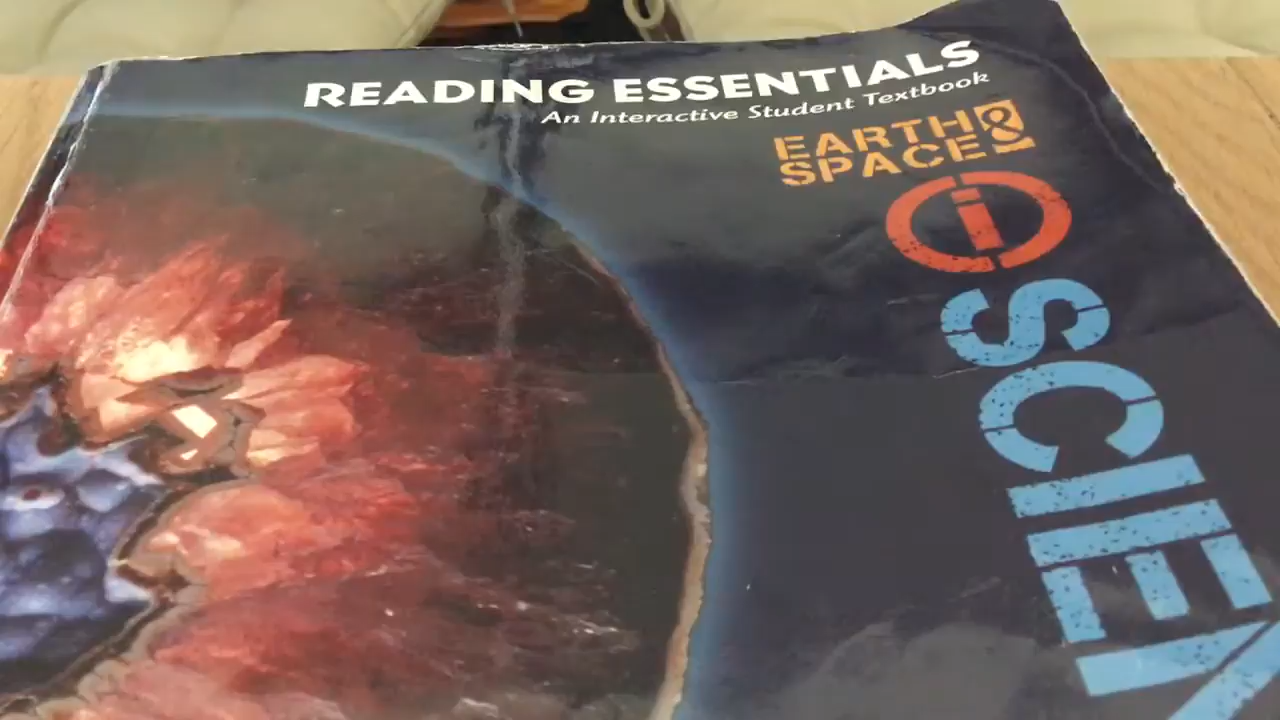 READING ESSENTIALS
An Interactive Student Textbook
EARTH &
SPACE
i
SCIEN